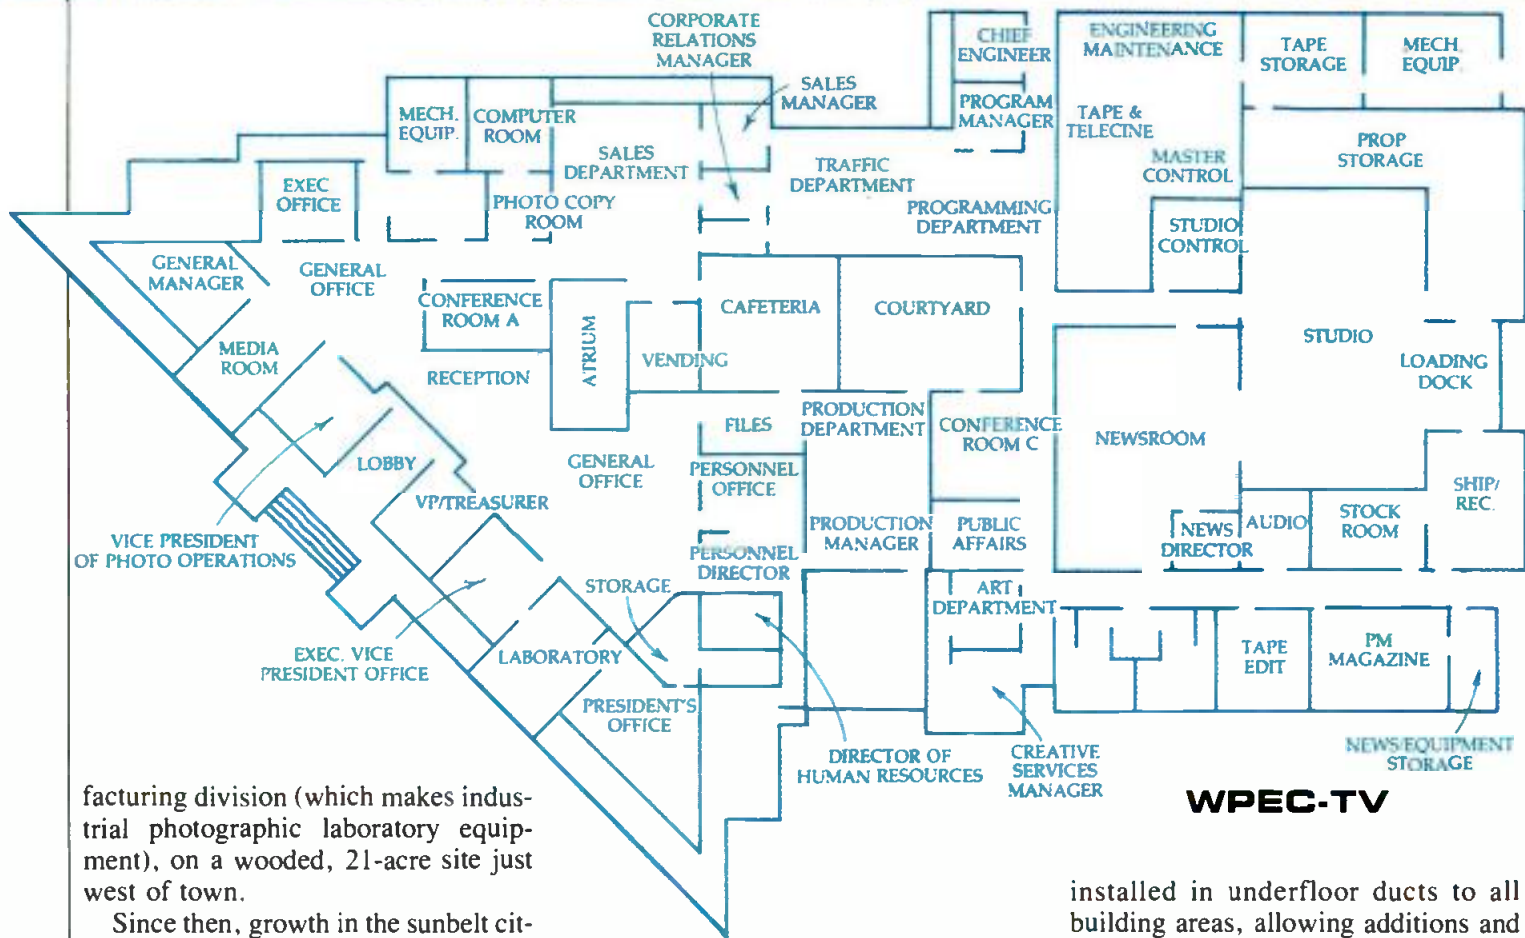 CORPORATE
RELATIONS
MANAGER
CHIEF
ENGINEER
ENGINEERING
MAINTENANCE
TAPE
STORAGE
MECH.
EQUIP.
SALES
MANAGER
PROGRAM
MANAGER
TAPE &
TELECINE
MECH.
EQUIP.
COMPUTER
ROOM
SALES
DEPARTMENT
TRAFFIC
DEPARTMENT
MASTER
CONTROL
PROP
STORAGE
EXEC
OFFICE
PHOTO COPY
ROOM
PROGRAMMING
DEPARTMENT
STUDIO
CONTROL
GENERAL
MANAGER
GENERAL
OFFICE
CONFERENCE
ROOM A
CAFETERIA
COURTYARD
STUDIO
MEDIA
ROOM
RECEPTION
ATRIUM
VENDING
LOADING
DOCK
FILES
PRODUCTION
DEPARTMENT
CONFERENCE
ROOM C
NEWSROOM
LOBBY
GENERAL
OFFICE
PERSONNEL
OFFICE
VP/TREASURER
SHIP/
REC.
VICE PRESIDENT
OF PHOTO OPERATIONS
PRODUCTION
MANAGER
PUBLIC
AFFAIRS
NEWS
DIRECTOR
AUDIO
STOCK
ROOM
PERSONNEL
DIRECTOR
STORAGE
ART
DEPARTMENT
EXEC. VICE
PRESIDENT OFFICE
LABORATORY
TAPE
EDIT
PM
MAGAZINE
PRESIDENT'S
OFFICE
DIRECTOR OF
HUMAN RESOURCES
CREATIVE
SERVICES
MANAGER
NEWS/EQUIPMENT
STORAGE
WPEC-TV
facturing division (which makes indus-
trial photographic laboratory equip-
ment), on a wooded, 21-acre site just
west of town.
Since then, growth in the sunbelt cit-
installed in underfloor ducts to all
building areas, allowing additions and